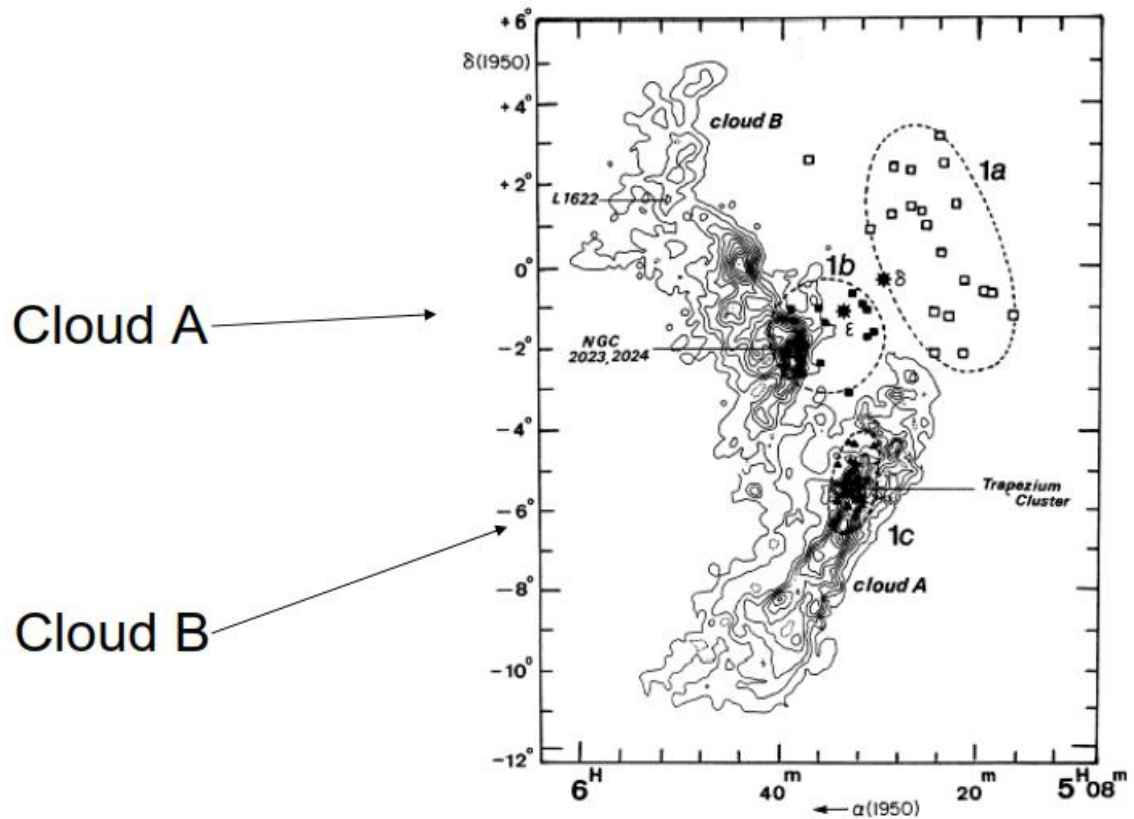 Cloud A
Cloud B
+6°
δ(1950)
+4°
+2°
0°
−2°
−4°
−6°
−8°
−10°
−12°
cloud B
1a
L1622
1b
δ
ε
NGC
2023,2024
Trapezium
Cluster
1c
cloud A
6ᴴ
40ᵐ
20ᵐ
5ᴴ08ᵐ
← α(1950)